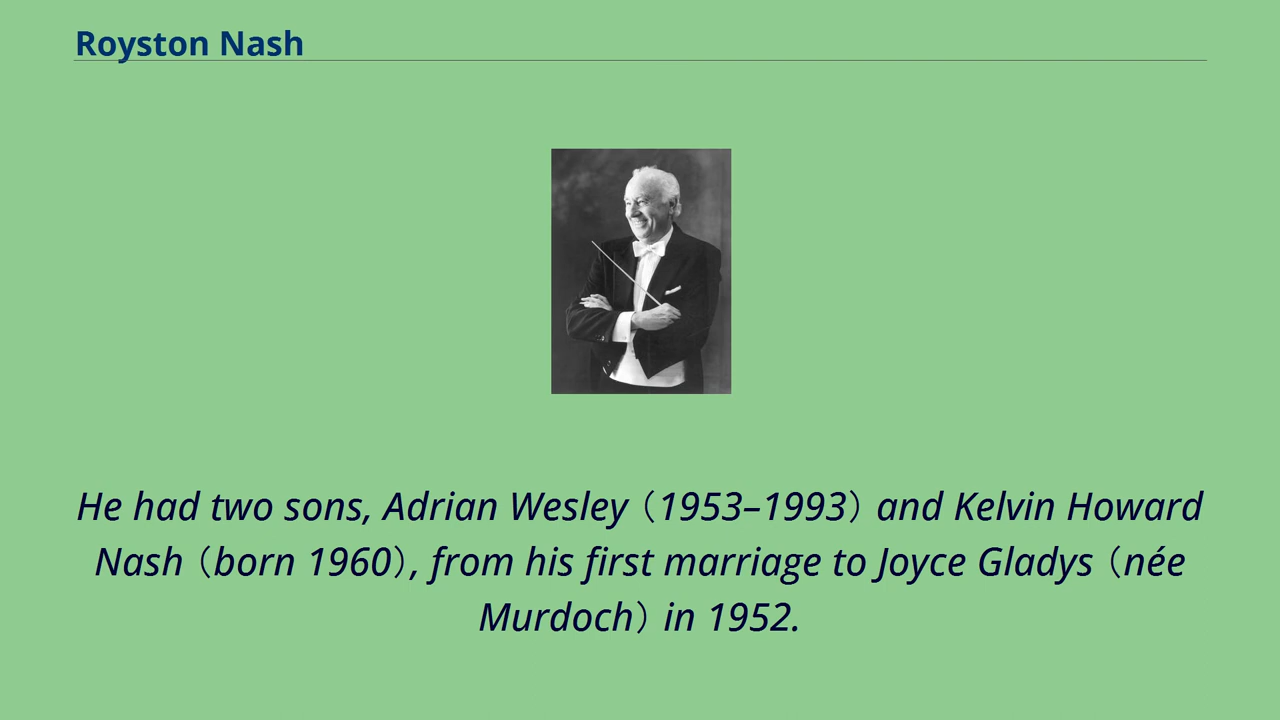 Royston Nash
He had two sons, Adrian Wesley (1953–1993) and Kelvin Howard
Nash (born 1960), from his first marriage to Joyce Gladys (née
Murdoch) in 1952.